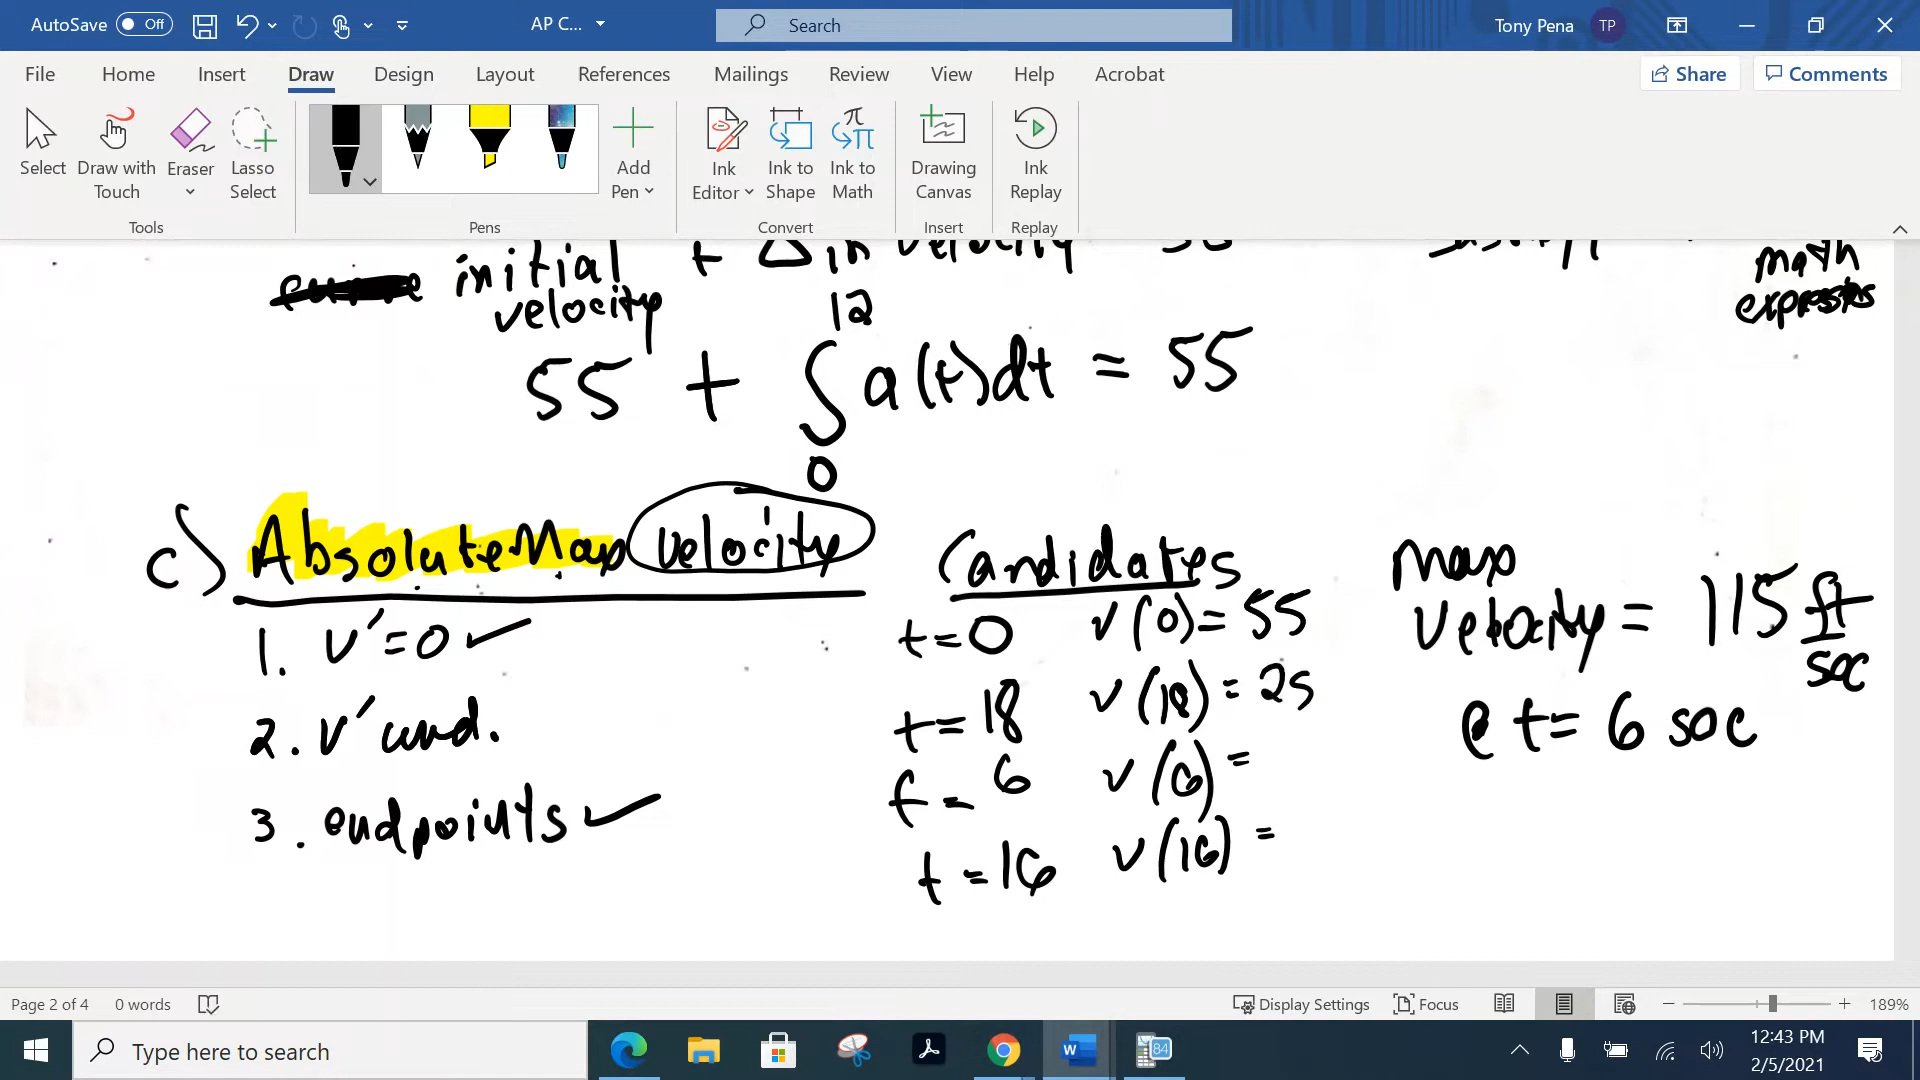 AutoSave Off AP C... Search Tony Pena TP
File Home Insert Draw Design Layout References Mailings Review View Help Acrobat Share Comments
Select Draw with Touch Eraser Lasso Select Add Pen Ink Editor Ink to Shape Ink to Math Drawing Canvas Ink Replay
Tools Pens Convert Insert Replay
initial velocity + Δ in velocity
math
55 + ∫ 0 12 a(t)dt = 55
c) Absolute Max velocity
1. v'=0 ✓
2. v' und.
3. endpoints ✓
Candidates
t=0 v(0)=55
t=18 v(18)=25
t=6 v(6)=
t=16 v(16)=
max
velocity = 115 ft/sec
@ t= 6 sec
Page 2 of 4 0 words Display Settings Focus 189%
Type here to search 84 12:43 PM
2/5/2021